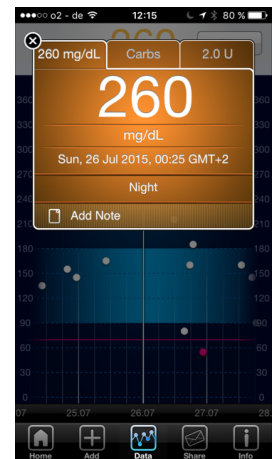 o2 - de 12:15 80 %
260 mg/dL Carbs 2.0 U
260
mg/dL
Sun, 26 Jul 2015, 00:25 GMT+2
Night
Add Note
360
330
300
270
240
210
180 180
150 150
120 120
90 90
60 60
30 30
0 0
07 25.07 26.07 27.07 28.
Home Add Data Share Info